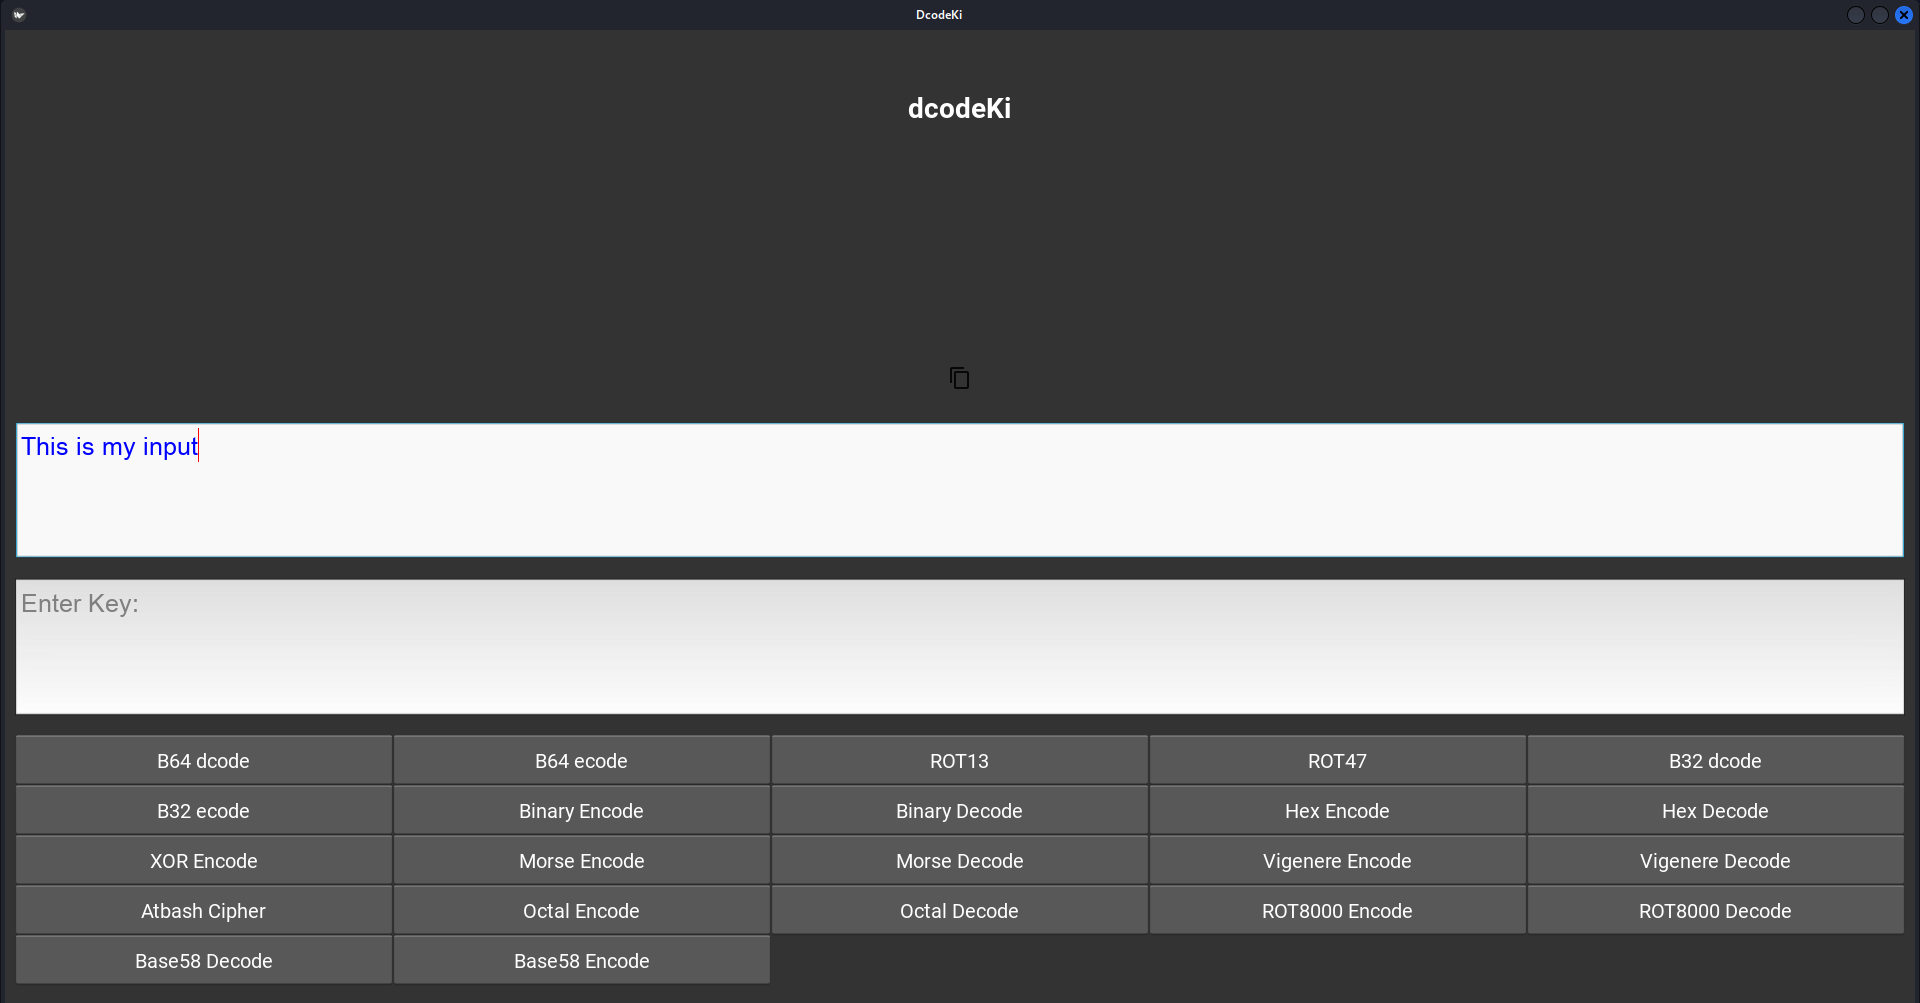 DcodeKi
dcodeKi
This is my input
Enter Key:
B64 dcode B64 ecode ROT13 ROT47 B32 dcode
B32 ecode Binary Encode Binary Decode Hex Encode Hex Decode
XOR Encode Morse Encode Morse Decode Vigenere Encode Vigenere Decode
Atbash Cipher Octal Encode Octal Decode ROT8000 Encode ROT8000 Decode
Base58 Decode Base58 Encode